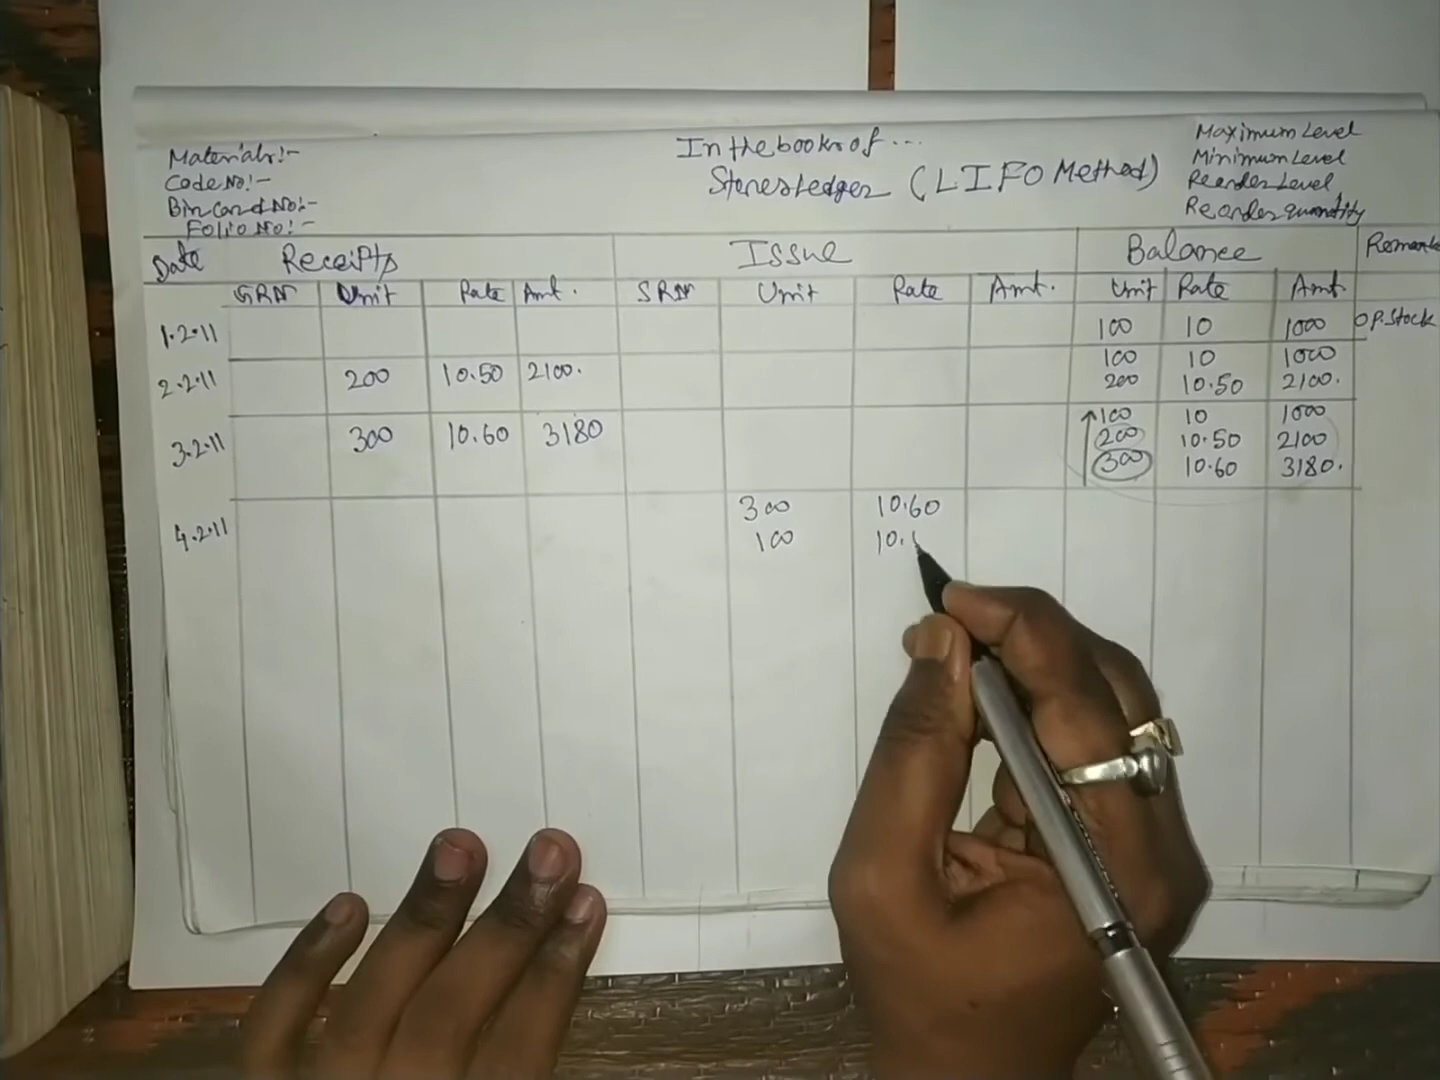 Materials:-
Code No:-
Bin Card No:-
Folio No:-
In the books of ...
Stores Ledger (LIFO Method)
Maximum Level
Minimum Level
Reorder Level
Reorder quantity
Date Receipts Issue Balance Remarks
GRN Unit Rate Amt. SRN Unit Rate Amt. Unit Rate Amt
1.2.11 100 10 1000 OP. Stock
2.2.11 200 10.50 2100. 100 10 1000
200 10.50 2100.
3.2.11 300 10.60 3180 100 10 1000
200 10.50 2100
300 10.60 3180.
4.2.11 300 10.60
100 10.